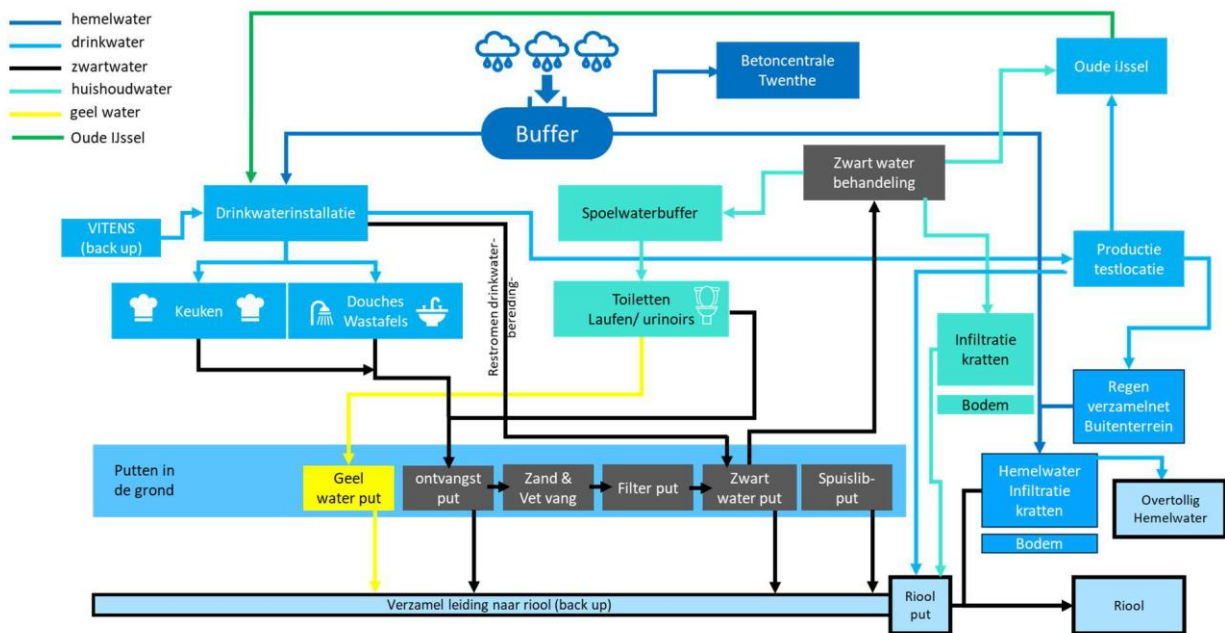 hemelwater
drinkwater
zwartwater
huishoudwater
geel water
Oude IJssel
Betoncentrale
Twenthe
Oude iJssel
Buffer
Zwart water
behandeling
Drinkwaterinstallatie
Spoelwaterbuffer
VITENS
(back up)
Productie
testlocatie
Keuken
Douches
Wastafels
Restromen drinkwater-
bereiding-
Toiletten
Laufen/ urinoirs
Infiltratie
kratten
Bodem
Regen
verzamelnet
Buitenterrein
Putten in
de grond
Geel
water put
ontvangst
put
Zand &
Vet vang
Filter put
Zwart
water put
Spuislib-
put
Hemelwater
Infiltratie
kratten
Bodem
Overtollig
Hemelwater
Verzamel leiding naar riool (back up)
Riool
put
Riool